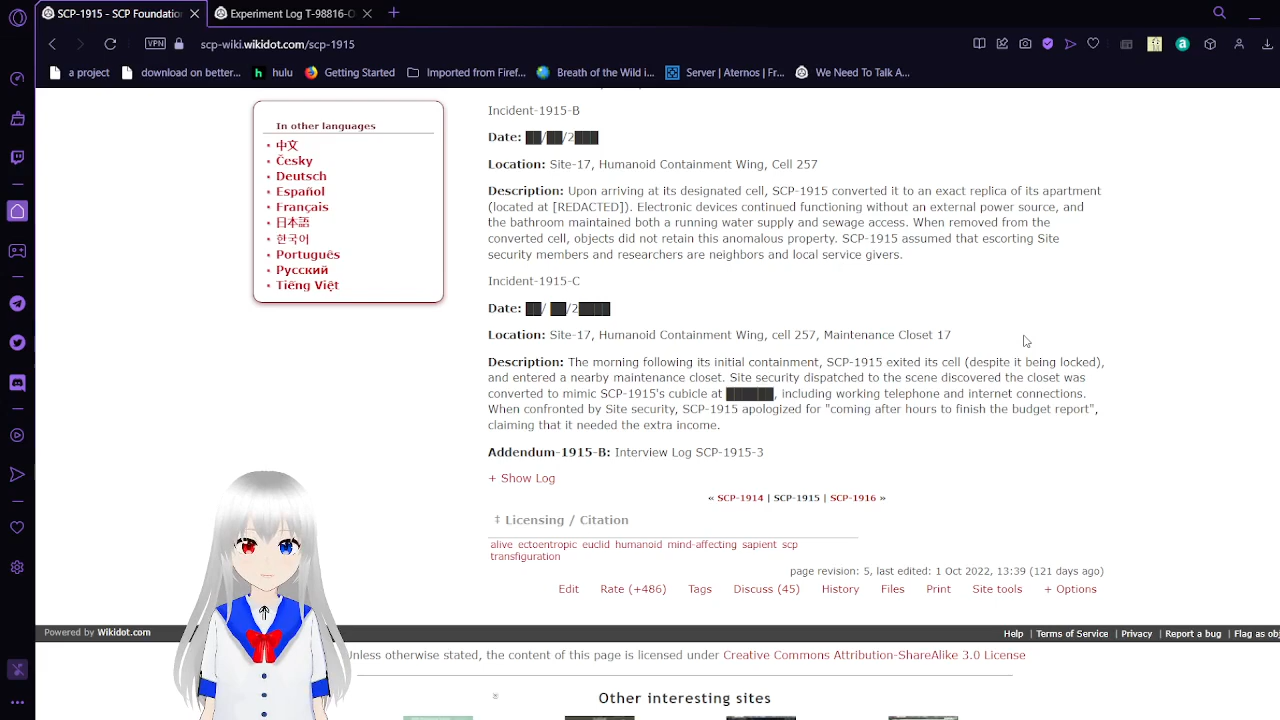 SCP-1915 - SCP Foundatio
Experiment Log T-98816-O
VPN
scp-wiki.wikidot.com/scp-1915
a project
download on better...
hulu
Getting Started
Imported from Firef...
Breath of the Wild i...
Server | Aternos | Fr...
We Need To Talk A...
In other languages
中文
Česky
Deutsch
Español
Français
日本語
한국어
Português
Русский
Tiếng Việt
Incident-1915-B
Date: ██/██/2███
Location: Site-17, Humanoid Containment Wing, Cell 257
Description: Upon arriving at its designated cell, SCP-1915 converted it to an exact replica of its apartment
(located at [REDACTED]). Electronic devices continued functioning without an external power source, and
the bathroom maintained both a running water supply and sewage access. When removed from the
converted cell, objects did not retain this anomalous property. SCP-1915 assumed that escorting Site
security members and researchers are neighbors and local service givers.
Incident-1915-C
Date: ██/ ██/2████
Location: Site-17, Humanoid Containment Wing, cell 257, Maintenance Closet 17
Description: The morning following its initial containment, SCP-1915 exited its cell (despite it being locked),
and entered a nearby maintenance closet. Site security dispatched to the scene discovered the closet was
converted to mimic SCP-1915's cubicle at ██████, including working telephone and internet connections.
When confronted by Site security, SCP-1915 apologized for "coming after hours to finish the budget report",
claiming that it needed the extra income.
Addendum-1915-B: Interview Log SCP-1915-3
+ Show Log
« SCP-1914 | SCP-1915 | SCP-1916 »
‡ Licensing / Citation
alive ectoentropic euclid humanoid mind-affecting sapient scp
transfiguration
page revision: 5, last edited: 1 Oct 2022, 13:39 (121 days ago)
Edit Rate (+486) Tags Discuss (45) History Files Print Site tools + Options
Powered by Wikidot.com
Help | Terms of Service | Privacy | Report a bug | Flag as obj
Unless otherwise stated, the content of this page is licensed under Creative Commons Attribution-ShareAlike 3.0 License
Other interesting sites